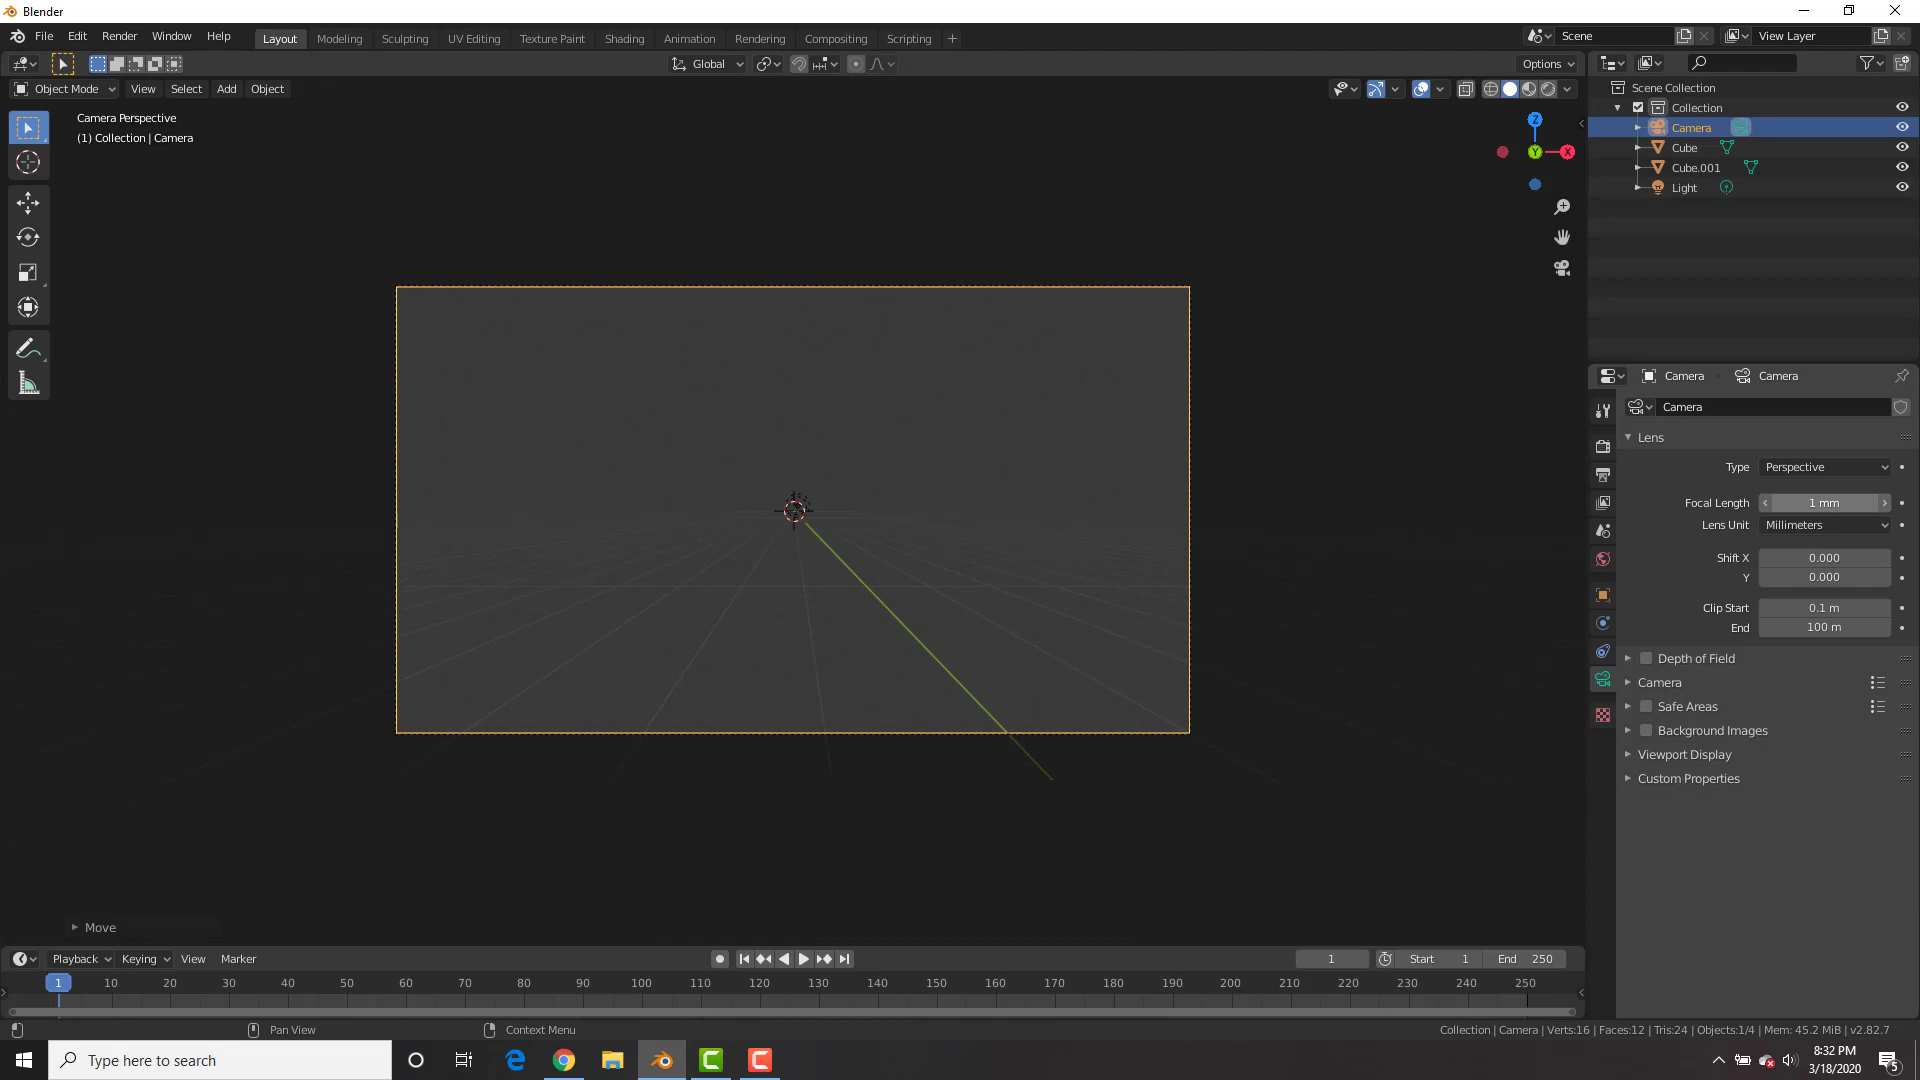 Blender
File Edit Render Window Help Layout Modeling Sculpting UV Editing Texture Paint Shading Animation Rendering Compositing Scripting + Scene View Layer
Global Options
Object Mode View Select Add Object
Camera Perspective
(1) Collection | Camera
Z
Y
X
Scene Collection
Collection
Camera
Cube
Cube.001
Light
Camera Camera
Camera
Lens
Type Perspective
Focal Length 1 mm
Lens Unit Millimeters
Shift X 0.000
Y 0.000
Clip Start 0.1 m
End 100 m
Depth of Field
Camera
Safe Areas
Background Images
Viewport Display
Custom Properties
Move
Playback Keying View Marker 1 Start 1 End 250
1 10 20 30 40 50 60 70 80 90 100 110 120 130 140 150 160 170 180 190 200 210 220 230 240 250
Pan View Context Menu Collection | Camera | Verts:16 | Faces:12 | Tris:24 | Objects:1/4 | Mem: 45.2 MiB | v2.82.7
Type here to search
8:32 PM
3/18/2020
5